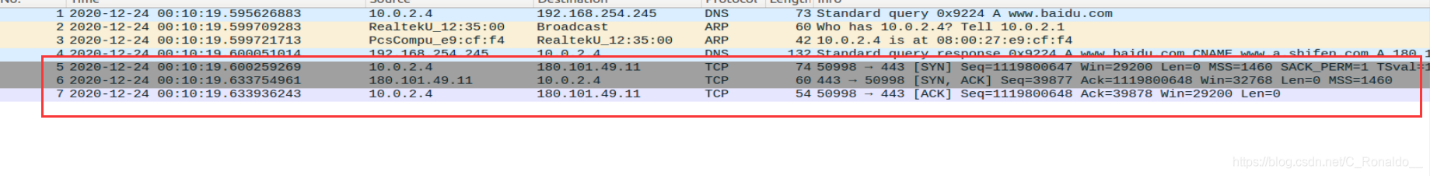 No. Time Source Destination Protocol Length Info
1 2020-12-24 00:10:19.595626883 10.0.2.4 192.168.254.245 DNS 73 Standard query 0x9224 A www.baidu.com
2 2020-12-24 00:10:19.599709283 RealtekU_12:35:00 Broadcast ARP 60 Who has 10.0.2.4? Tell 10.0.2.1
3 2020-12-24 00:10:19.599721713 PcsCompu_e9:cf:f4 RealtekU_12:35:00 ARP 42 10.0.2.4 is at 08:00:27:e9:cf:f4
4 2020-12-24 00:10:19.600051014 192.168.254.245 10.0.2.4 DNS 132 Standard query response 0x9224 A www.baidu.com CNAME www.a.shifen.com A 180.1
5 2020-12-24 00:10:19.600259269 10.0.2.4 180.101.49.11 TCP 74 50998 → 443 [SYN] Seq=1119800647 Win=29200 Len=0 MSS=1460 SACK_PERM=1 TSval=1
6 2020-12-24 00:10:19.633754961 180.101.49.11 10.0.2.4 TCP 60 443 → 50998 [SYN, ACK] Seq=39877 Ack=1119800648 Win=32768 Len=0 MSS=1460
7 2020-12-24 00:10:19.633936243 10.0.2.4 180.101.49.11 TCP 54 50998 → 443 [ACK] Seq=1119800648 Ack=39878 Win=29200 Len=0
https://blog.csdn.net/C_Ronaldo__